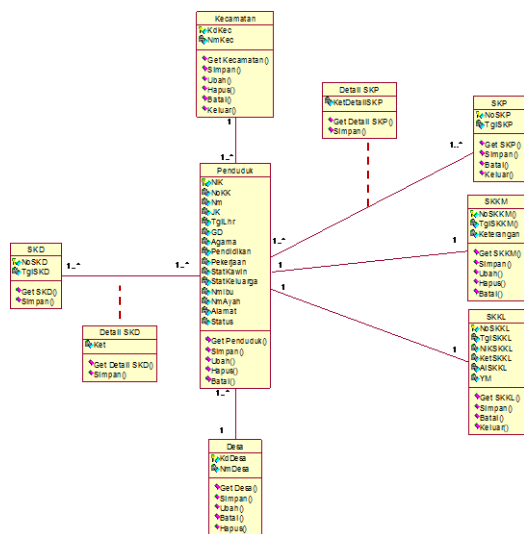 Kecamatan
KdKec
NmKec
Get Kecamatan()
Simpan()
Ubah()
Hapus()
Batal()
Keluar()
1
1..*
Detail SKP
KetDetailSKP
Get Detail SKP()
Simpan()
SKP
NoSKP
TglSKP
Get SKP()
Simpan()
Batal()
Keluar()
1..*
1..*
Penduduk
NIK
NoKK
Nm
JK
TglLhr
GD
Agama
Pendidikan
Pekerjaan
StatKawin
StatKeluarga
NmIbu
NmAyah
Alamat
Status
Get Penduduk()
Simpan()
Ubah()
Hapus()
Batal()
SKKM
NoSKKM()
TglSKKM()
Keterangan
Get SKKM()
Simpan()
Ubah()
Hapus()
Batal()
1
1
SKD
NoSKD
TglSKD
Get SKD()
Simpan()
1..*
1..*
Detail SKD
Ket
Get Detail SKD()
Simpan()
SKKL
NoSKKL
TglSKKL
NikSKKL
KetSKKL
AlSKKL
YM
Get SKKL()
Simpan()
Batal()
Keluar()
1
1
1..*
1
Desa
KdDesa
NmDesa
Get Desa()
Simpan()
Ubah()
Batal()
Hapus()